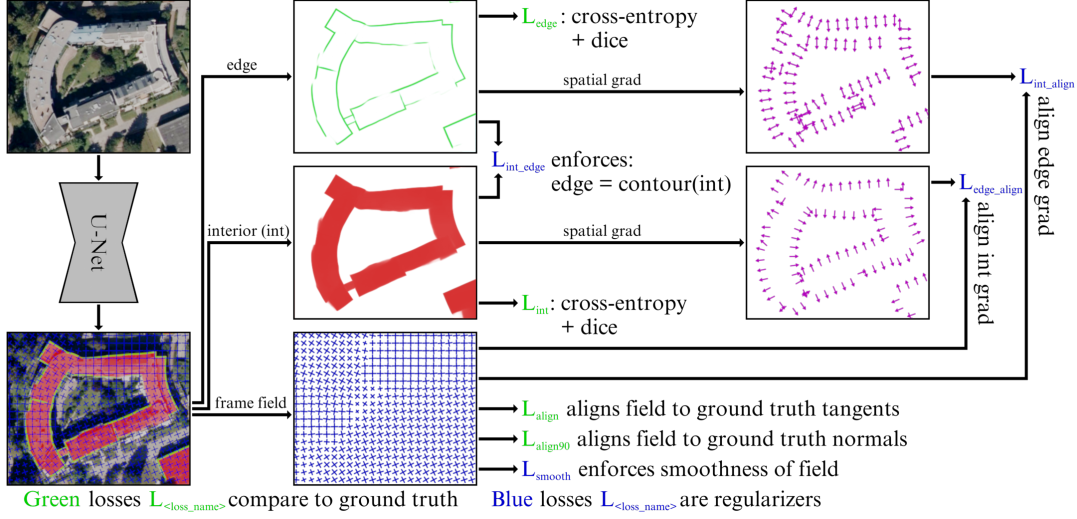 edge
L_edge : cross-entropy
+ dice
spatial grad
L_int_align
align edge grad
L_int_edge enforces:
edge = contour(int)
L_edge_align
align int grad
U-Net
interior (int)
spatial grad
L_int : cross-entropy
+ dice
frame field
L_align aligns field to ground truth tangents
L_align90 aligns field to ground truth normals
L_smooth enforces smoothness of field
Green losses L_<loss_name> compare to ground truth
Blue losses L_<loss_name> are regularizers